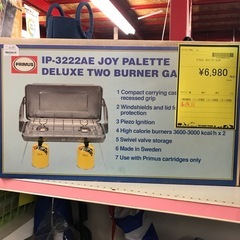 PRIMUS
IP-3222AE JOY PALETTE
DELUXE TWO BURNER GA
1 Compact carrying cas
recessed grip
2 Windshields and lid f
protection
3 Piezo Ignition
4 High calorie burners 3600-3000 kcal/h x 2
5 Swivel valve storage
6 Made in Sweden
7 Use with Primus cartridges only
¥6,980